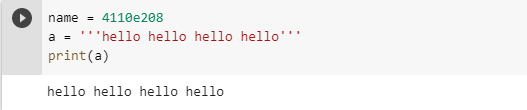 name = 4110e208
a = '''hello hello hello hello'''
print(a)
hello hello hello hello